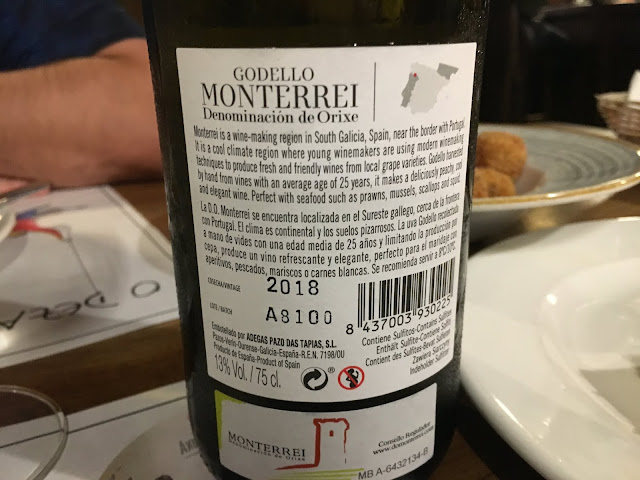 GODELLO
MONTERREI
Denominación de Orixe
Monterrei is a wine-making region in South Galicia, Spain, near the border with Portugal.
It is a cool climate region where young winemakers are using modern winemaking
techniques to produce fresh and friendly wines from local grape varieties. Godello harvested
by hand from vines with an average age of 25 years, it makes a deliciously peachy, cool
and elegant wine. Perfect with seafood such as prawns, mussels, scallops and squid.
La D.O. Monterrei se encuentra localizada en el Sureste gallego, cerca de la frontera
con Portugal. El clima es continental y los suelos pizarrosos. La uva Godello recolectada
a mano de vides con una edad media de 25 años y limitando la producción por
cepa, produce un vino refrescante y elegante, perfecto para el maridaje con
aperitivos, pescados, mariscos o carnes blancas. Se recomienda servir a 8ºC/10ºC.
COSECHA/VINTAGE 2018
LOTE/BATCH A8100
8 437003 930225
Embotellado por ADEGAS PAZO DAS TAPIAS, S.L.
Pazos-Verín-Ourense-Galicia-España-R.E.N. 7198/OU
Producto de España-Product of Spain
13% Vol. / 75 cl.
Contiene Sulfitos-Contains Sulfites
Enthält Sulfite-Contiene Solfiti
Contient des Sulfites-Bevat Sulfieten
Zawiera Siarczyny
Indeholder Sulfitter
MONTERREI
Denominación de Orixe
Consello Regulador
www.domonterrei.com
MB A-6432134-B
O DEZA